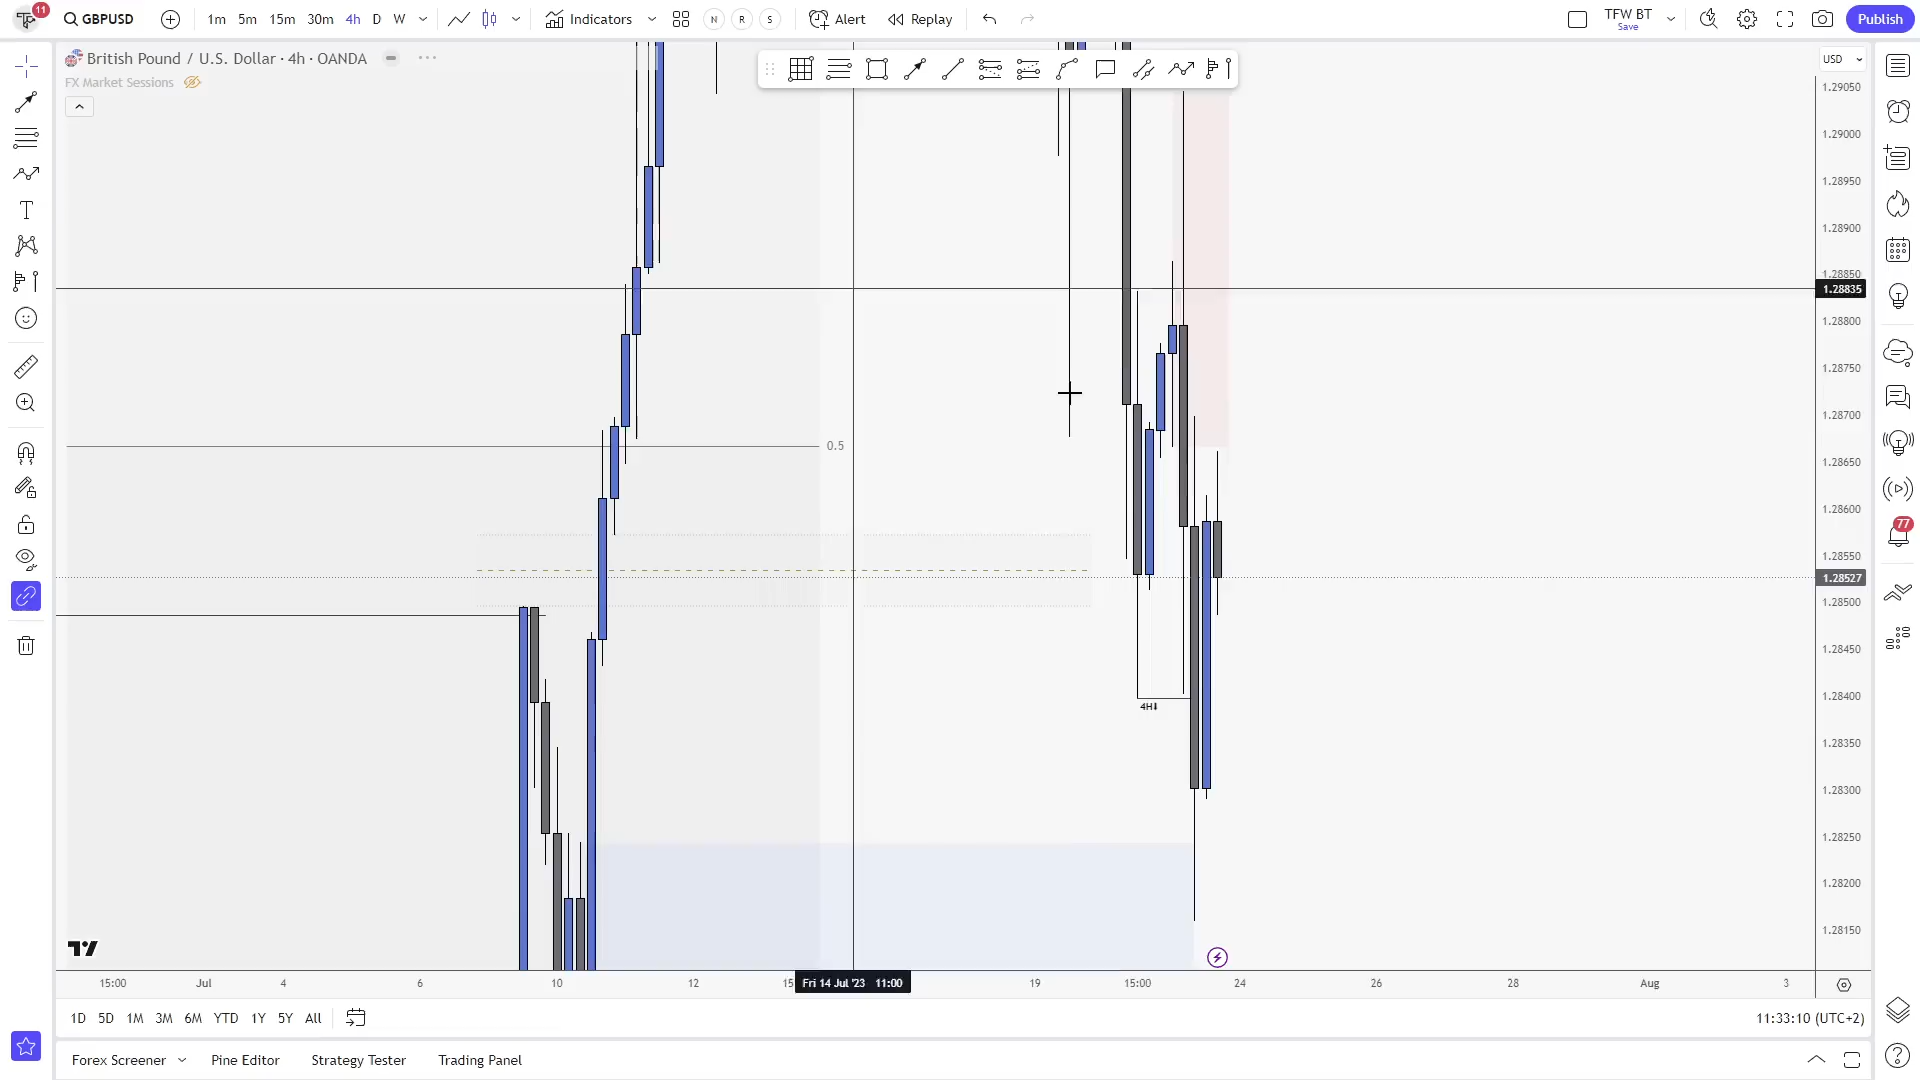 11
GBPUSD
1m 5m 15m 30m 4h D W
Indicators
N R S
Alert
Replay
TFW BT
Save
Publish
British Pound / U.S. Dollar · 4h · OANDA
FX Market Sessions
USD
1.29050
1.29000
1.28950
1.28900
1.28850
1.28835
1.28800
1.28750
1.28700
1.28650
1.28600
1.28550
1.28527
1.28500
1.28450
1.28400
1.28350
1.28300
1.28250
1.28200
1.28150
0.5
4H
77
15:00 Jul 4 6 10 12 15 Fri 14 Jul '23 11:00 19 15:00 24 26 28 Aug 3
1D 5D 1M 3M 6M YTD 1Y 5Y All
11:33:10 (UTC+2)
Forex Screener Pine Editor Strategy Tester Trading Panel